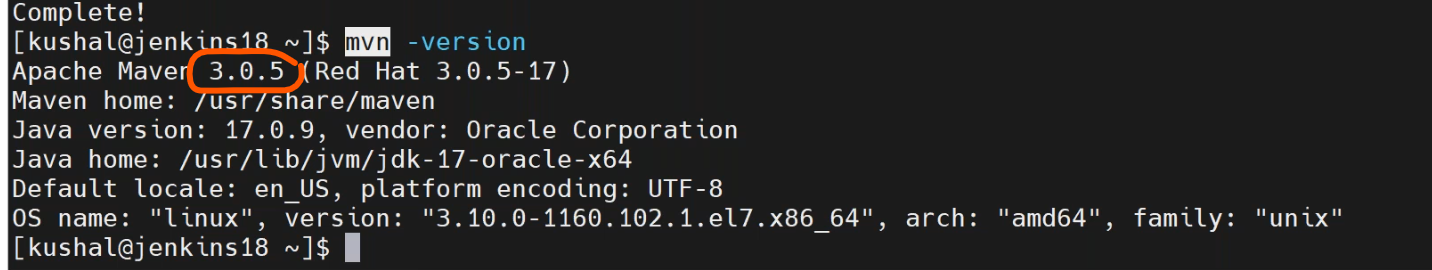 Complete!
[kushal@jenkins18 ~]$ mvn -version
Apache Maven 3.0.5 (Red Hat 3.0.5-17)
Maven home: /usr/share/maven
Java version: 17.0.9, vendor: Oracle Corporation
Java home: /usr/lib/jvm/jdk-17-oracle-x64
Default locale: en_US, platform encoding: UTF-8
OS name: "linux", version: "3.10.0-1160.102.1.el7.x86_64", arch: "amd64", family: "unix"
[kushal@jenkins18 ~]$